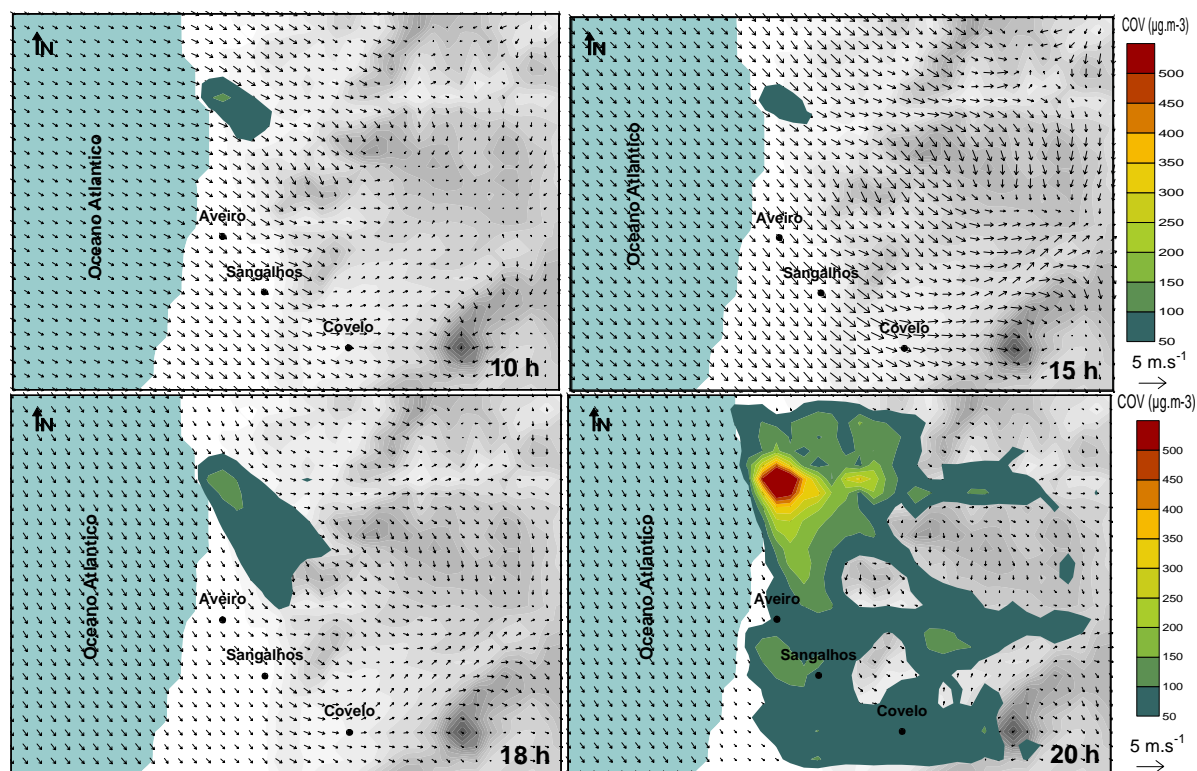 N
Oceano Atlantico
Aveiro
Sangalhos
Covelo
10 h
N
Oceano Atlantico
Aveiro
Sangalhos
Covelo
15 h
COV (µg.m-3)
500
450
400
350
300
250
200
150
100
50
5 m.s-1
N
Oceano Atlantico
Aveiro
Sangalhos
Covelo
18 h
N
Oceano Atlantico
Aveiro
Sangalhos
Covelo
20 h
COV (µg.m-3)
500
450
400
350
300
250
200
150
100
50
5 m.s-1